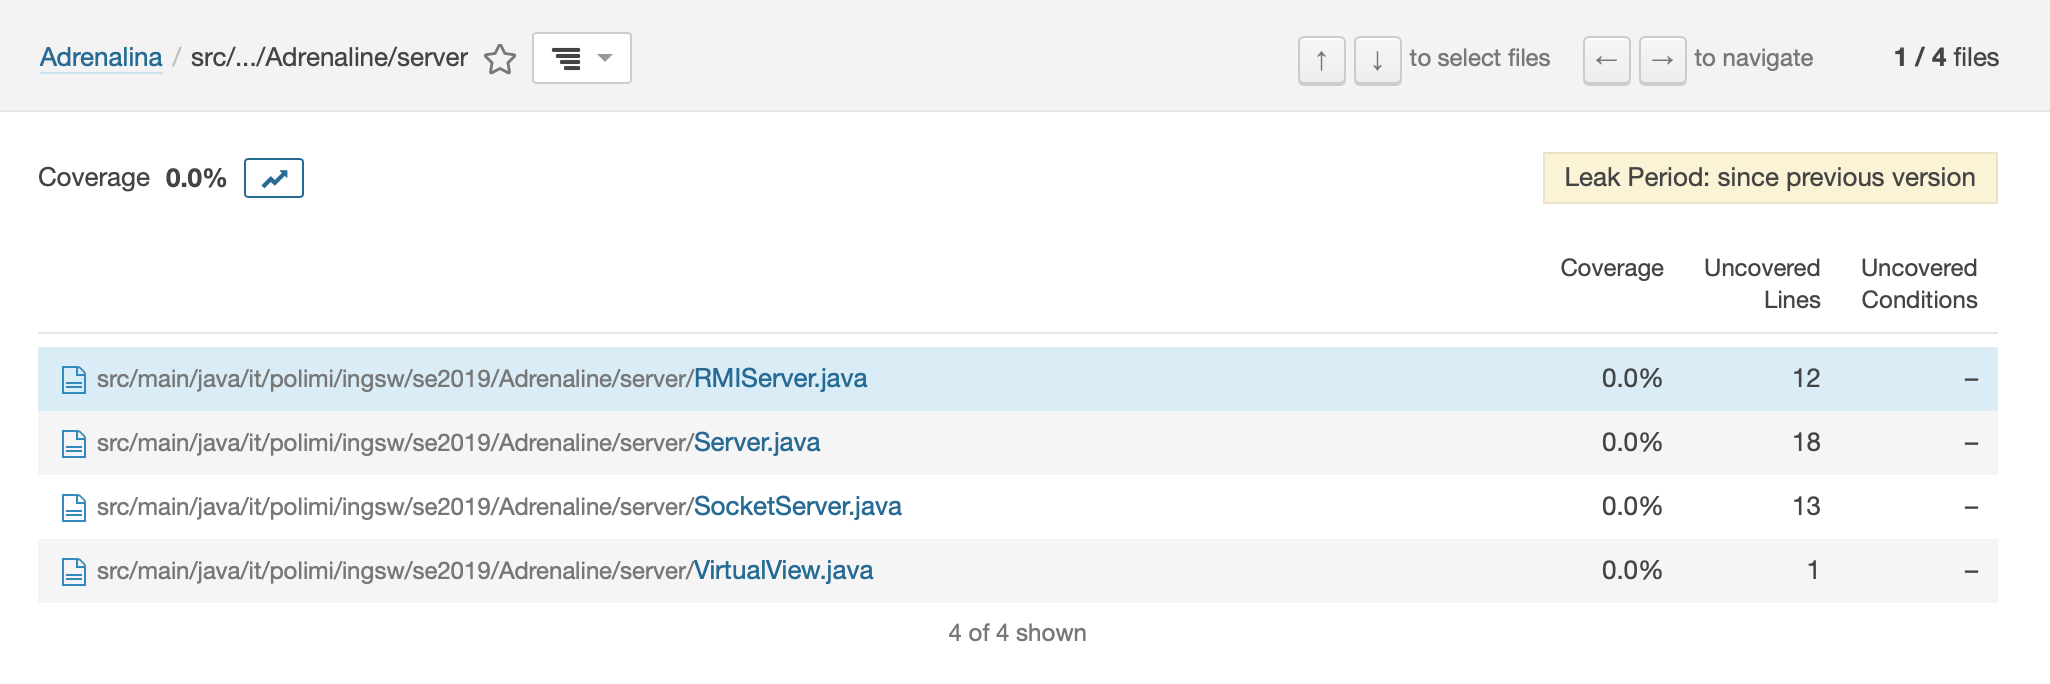 Adrenalina / src/.../Adrenaline/server ↑ ↓ to select files ← → to navigate 1 / 4 files
Coverage 0.0% Leak Period: since previous version
Coverage Uncovered Lines Uncovered Conditions
src/main/java/it/polimi/ingsw/se2019/Adrenaline/server/RMIServer.java 0.0% 12 –
src/main/java/it/polimi/ingsw/se2019/Adrenaline/server/Server.java 0.0% 18 –
src/main/java/it/polimi/ingsw/se2019/Adrenaline/server/SocketServer.java 0.0% 13 –
src/main/java/it/polimi/ingsw/se2019/Adrenaline/server/VirtualView.java 0.0% 1 –
4 of 4 shown